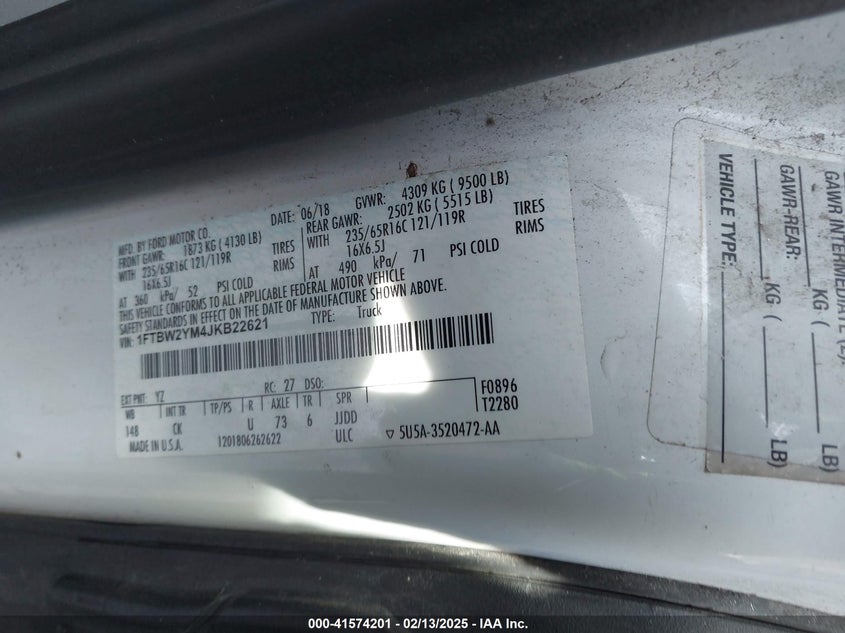 MFD. BY FORD MOTOR CO.
DATE: 06/18 GVWR: 4309 KG ( 9500 LB)
FRONT GAWR: 1873 KG ( 4130 LB) REAR GAWR: 2502 KG ( 5515 LB)
WITH 235/65R16C 121/119R TIRES WITH 235/65R16C 121/119R TIRES
16X6.5J RIMS 16X6.5J RIMS
AT 360 kPa/ 52 PSI COLD AT 490 kPa/ 71 PSI COLD
THIS VEHICLE CONFORMS TO ALL APPLICABLE FEDERAL MOTOR VEHICLE
SAFETY STANDARDS IN EFFECT ON THE DATE OF MANUFACTURE SHOWN ABOVE.
VIN: 1FTBW2YM4JKB22621 TYPE: Truck
EXT PNT: YZ RC: 27 DSO: F0896
WB INT TR TP/PS R AXLE TR SPR T2280
148 CK U 73 6 JJDD
MADE IN U.S.A. 1201806262622 ULC 5U5A-3520472-AA
VEHICLE TYPE:
GAWR-REAR: KG ( LB)
GAWR INTERMEDIATE (2): KG ( LB)
000-41574201 - 02/13/2025 - IAA Inc.